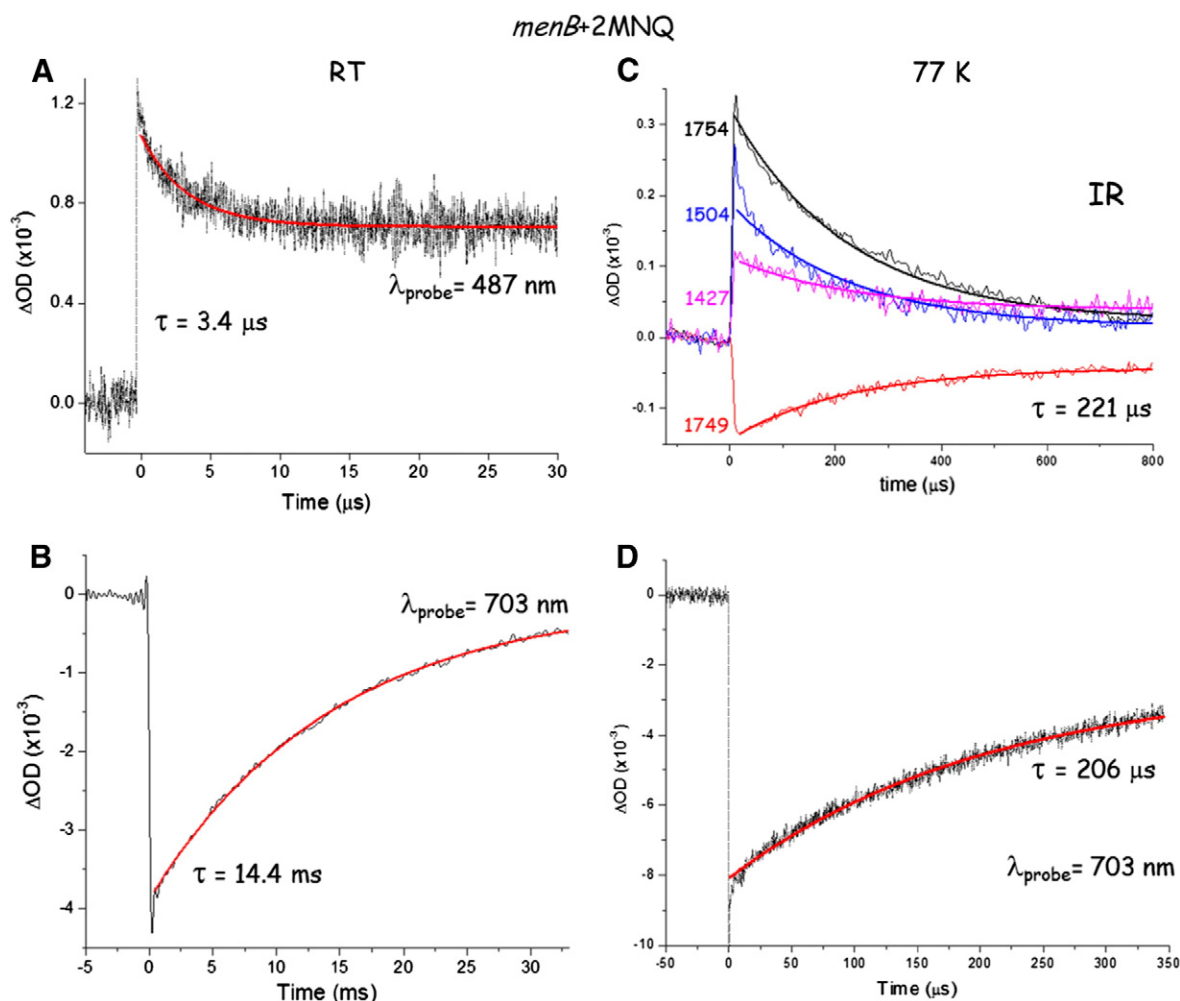 menB+2MNQ
A
RT
1.2
0.8
0.4
0.0
ΔOD (x10⁻³)
λprobe= 487 nm
τ = 3.4 μs
0 5 10 15 20 25 30
Time (μs)
B
0
-1
-2
-3
-4
ΔOD (x10⁻³)
λprobe= 703 nm
τ = 14.4 ms
-5 0 5 10 15 20 25 30
Time (ms)
C
77 K
0.3
0.2
0.1
0.0
-0.1
ΔOD (x10⁻³)
1754
1504
1427
1749
IR
τ = 221 μs
0 200 400 600 800
time (μs)
D
0
-2
-4
-6
-8
-10
ΔOD (x10⁻³)
τ = 206 μs
λprobe= 703 nm
-50 0 50 100 150 200 250 300 350
Time (μs)